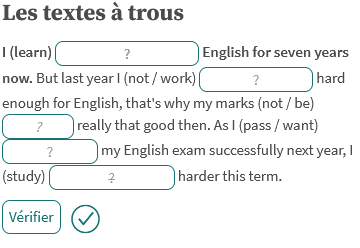 Les textes à trous
I (learn) ? English for seven years
now. But last year I (not / work) ? hard
enough for English, that's why my marks (not / be)
? really that good then. As I (pass / want)
? my English exam successfully next year, I
(study) ? harder this term.
Vérifier